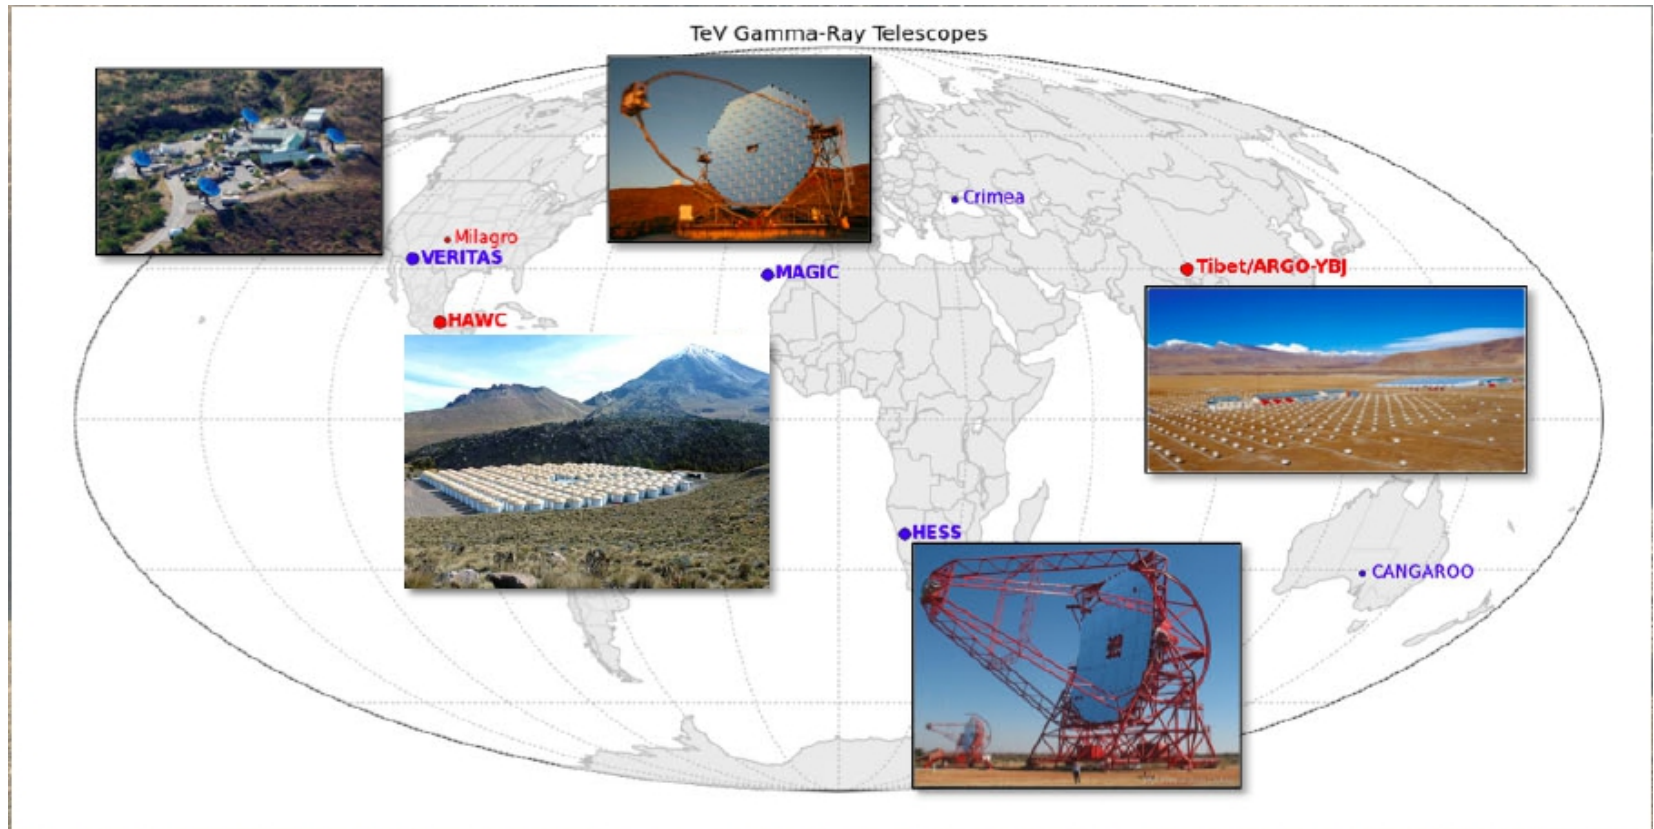 TeV Gamma-Ray Telescopes
Crimea
Milagro
VERITAS
MAGIC
Tibet/ARGO-YBJ
HAWC
HESS
CANGAROO